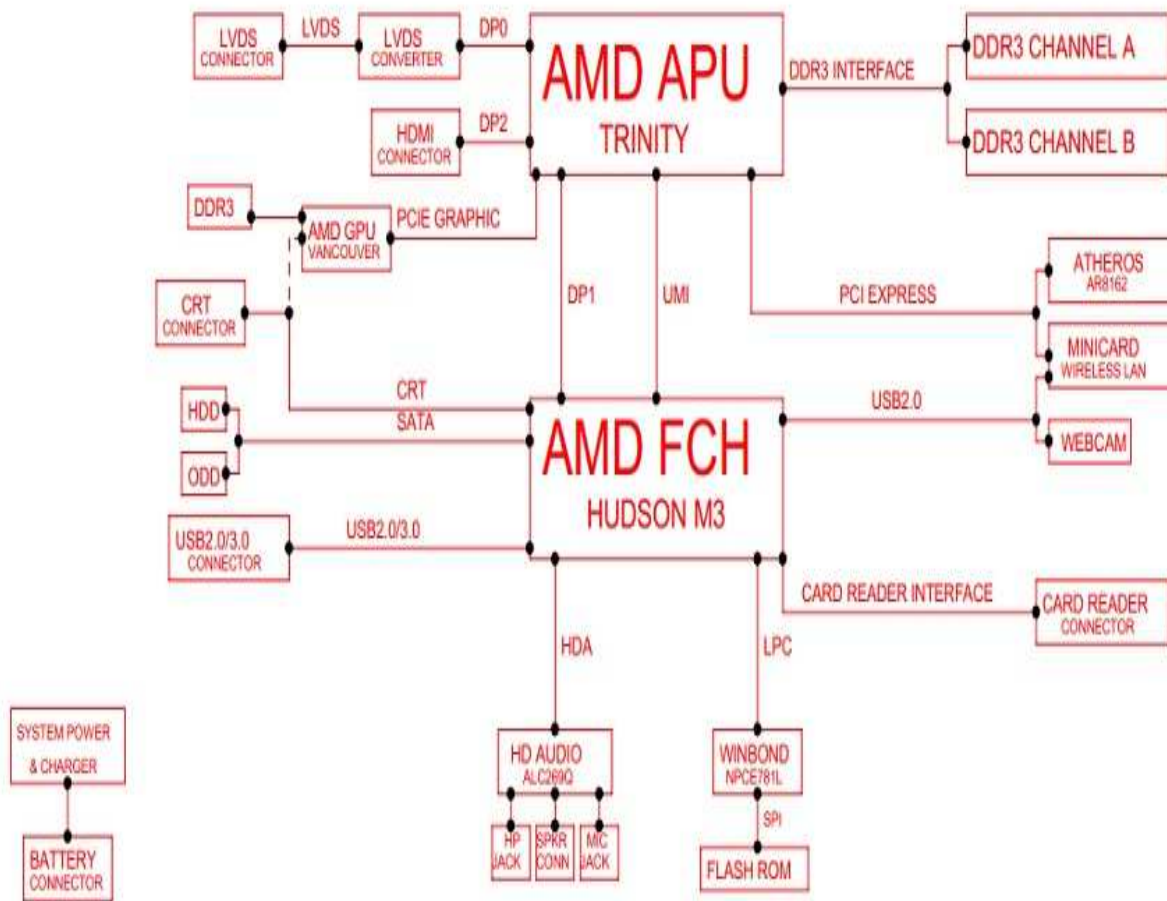 LVDS
CONNECTOR
LVDS
LVDS
CONVERTER
DP0
AMD APU
TRINITY
DDR3 INTERFACE
DDR3 CHANNEL A
DDR3 CHANNEL B
HDMI
CONNECTOR
DP2
DDR3
AMD GPU
VANCOUVER
PCIE GRAPHIC
CRT
CONNECTOR
DP1
UMI
PCI EXPRESS
ATHEROS
AR8162
MINICARD
WIRELESS LAN
CRT
HDD
SATA
ODD
AMD FCH
HUDSON M3
USB2.0
WEBCAM
USB2.0/3.0
CONNECTOR
USB2.0/3.0
CARD READER INTERFACE
CARD READER
CONNECTOR
HDA
LPC
SYSTEM POWER
& CHARGER
BATTERY
CONNECTOR
HD AUDIO
ALC269Q
HP
JACK
SPKR
CONN
MIC
JACK
WINBOND
NPCE781L
SPI
FLASH ROM